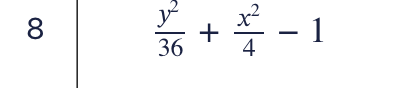 8 y²/36 + x²/4 − 1